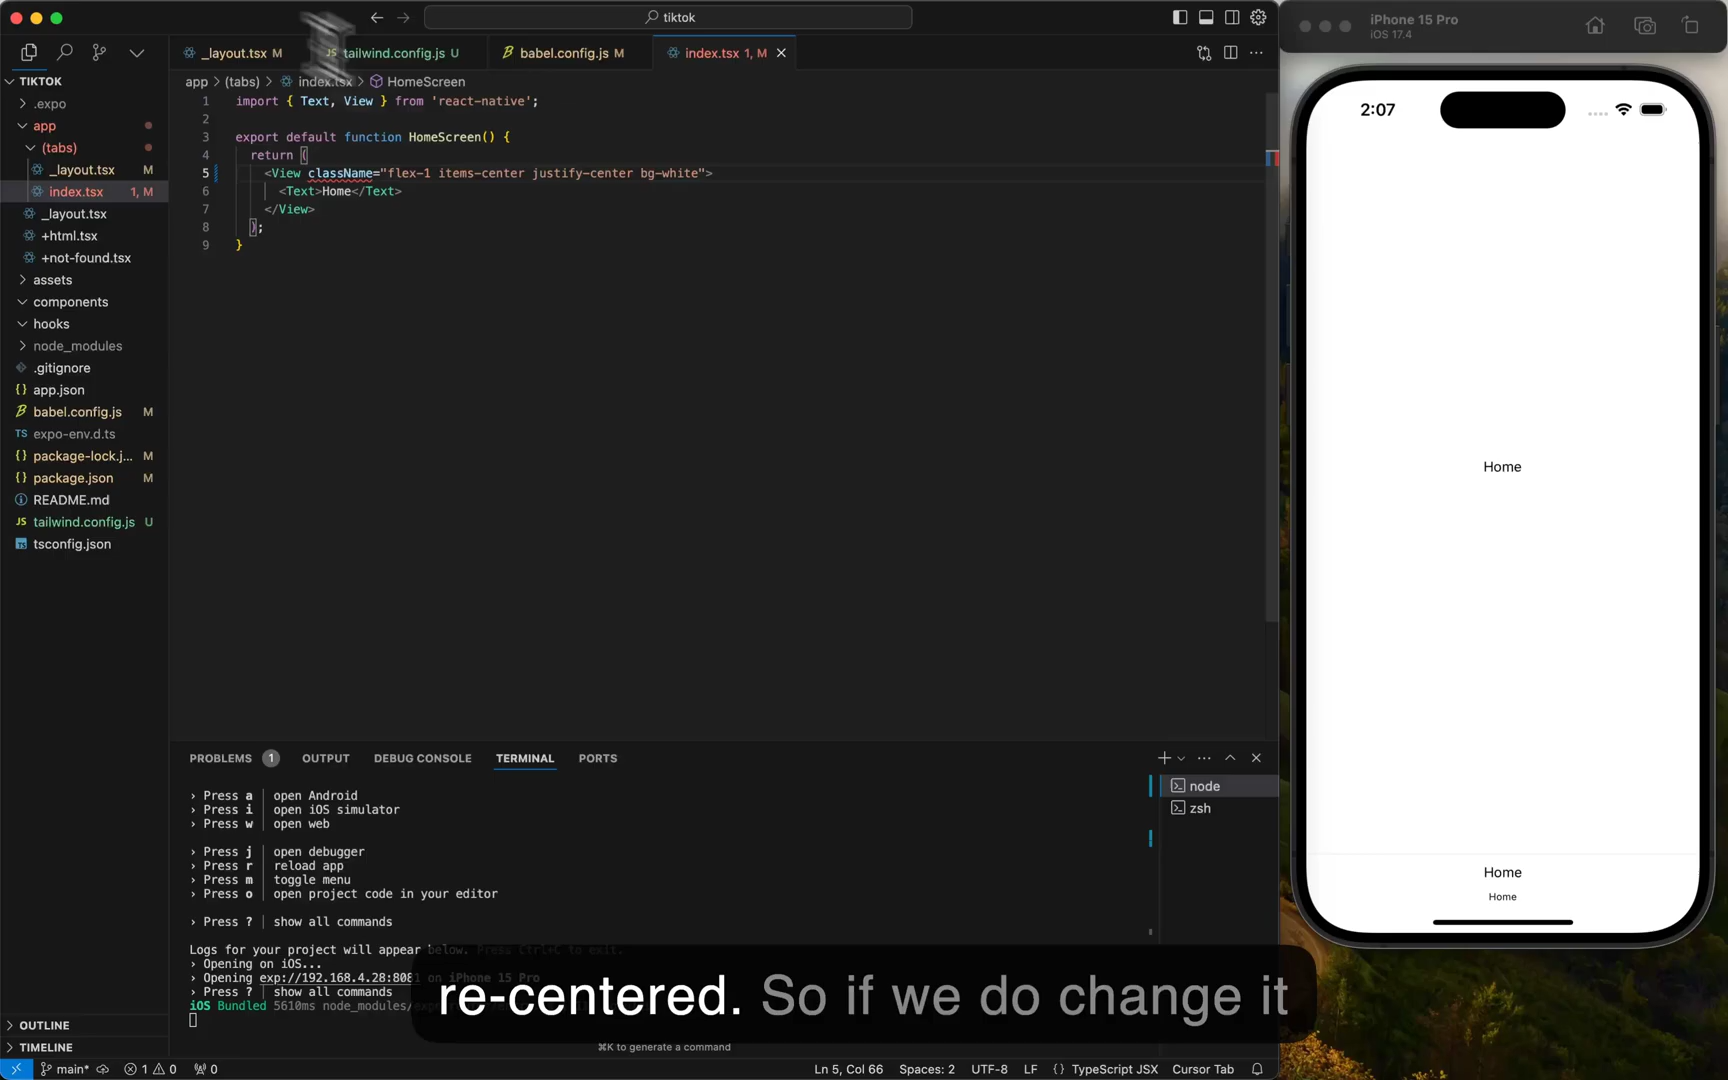 tiktok
iPhone 15 Pro
iOS 17.4
_layout.tsx M
JS tailwind.config.js U
babel.config.js M
index.tsx 1, M
TIKTOK
app > (tabs) > index.tsx > HomeScreen
.expo
app
(tabs)
_layout.tsx M
index.tsx 1, M
_layout.tsx
+html.tsx
+not-found.tsx
assets
components
hooks
node_modules
.gitignore
{} app.json
babel.config.js M
TS expo-env.d.ts
{} package-lock.j... M
{} package.json M
README.md
JS tailwind.config.js U
tsconfig.json
OUTLINE
TIMELINE
1 import { Text, View } from 'react-native';
2
3 export default function HomeScreen() {
4 return (
5 <View className="flex-1 items-center justify-center bg-white">
6 <Text>Home</Text>
7 </View>
8 );
9 }
2:07
Home
Home
Home
PROBLEMS 1 OUTPUT DEBUG CONSOLE TERMINAL PORTS
node
zsh
› Press a │ open Android
› Press i │ open iOS simulator
› Press w │ open web
› Press j │ open debugger
› Press r │ reload app
› Press m │ toggle menu
› Press o │ open project code in your editor
› Press ? │ show all commands
Logs for your project will appear below. Press Ctrl+C to exit.
› Opening on iOS...
› Opening exp://192.168.4.28:8081 on iPhone 15 Pro
› Press ? │ show all commands
iOS Bundled 5610ms node_modules/
re-centered. So if we do change it
⌘K to generate a command
main* 1 0 0
Ln 5, Col 66 Spaces: 2 UTF-8 LF {} TypeScript JSX Cursor Tab